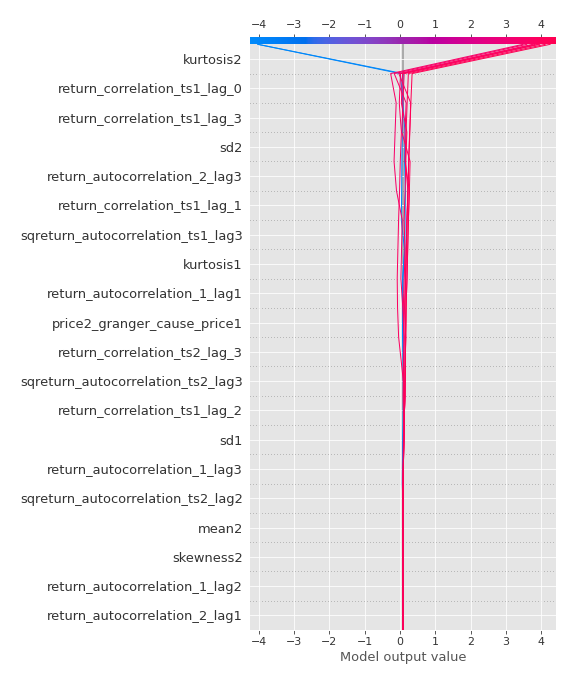 −4 −3 −2 −1 0 1 2 3 4
kurtosis2
return_correlation_ts1_lag_0
return_correlation_ts1_lag_3
sd2
return_autocorrelation_2_lag3
return_correlation_ts1_lag_1
sqreturn_autocorrelation_ts1_lag3
kurtosis1
return_autocorrelation_1_lag1
price2_granger_cause_price1
return_correlation_ts2_lag_3
sqreturn_autocorrelation_ts2_lag3
return_correlation_ts1_lag_2
sd1
return_autocorrelation_1_lag3
sqreturn_autocorrelation_ts2_lag2
mean2
skewness2
return_autocorrelation_1_lag2
return_autocorrelation_2_lag1
−4 −3 −2 −1 0 1 2 3 4
Model output value